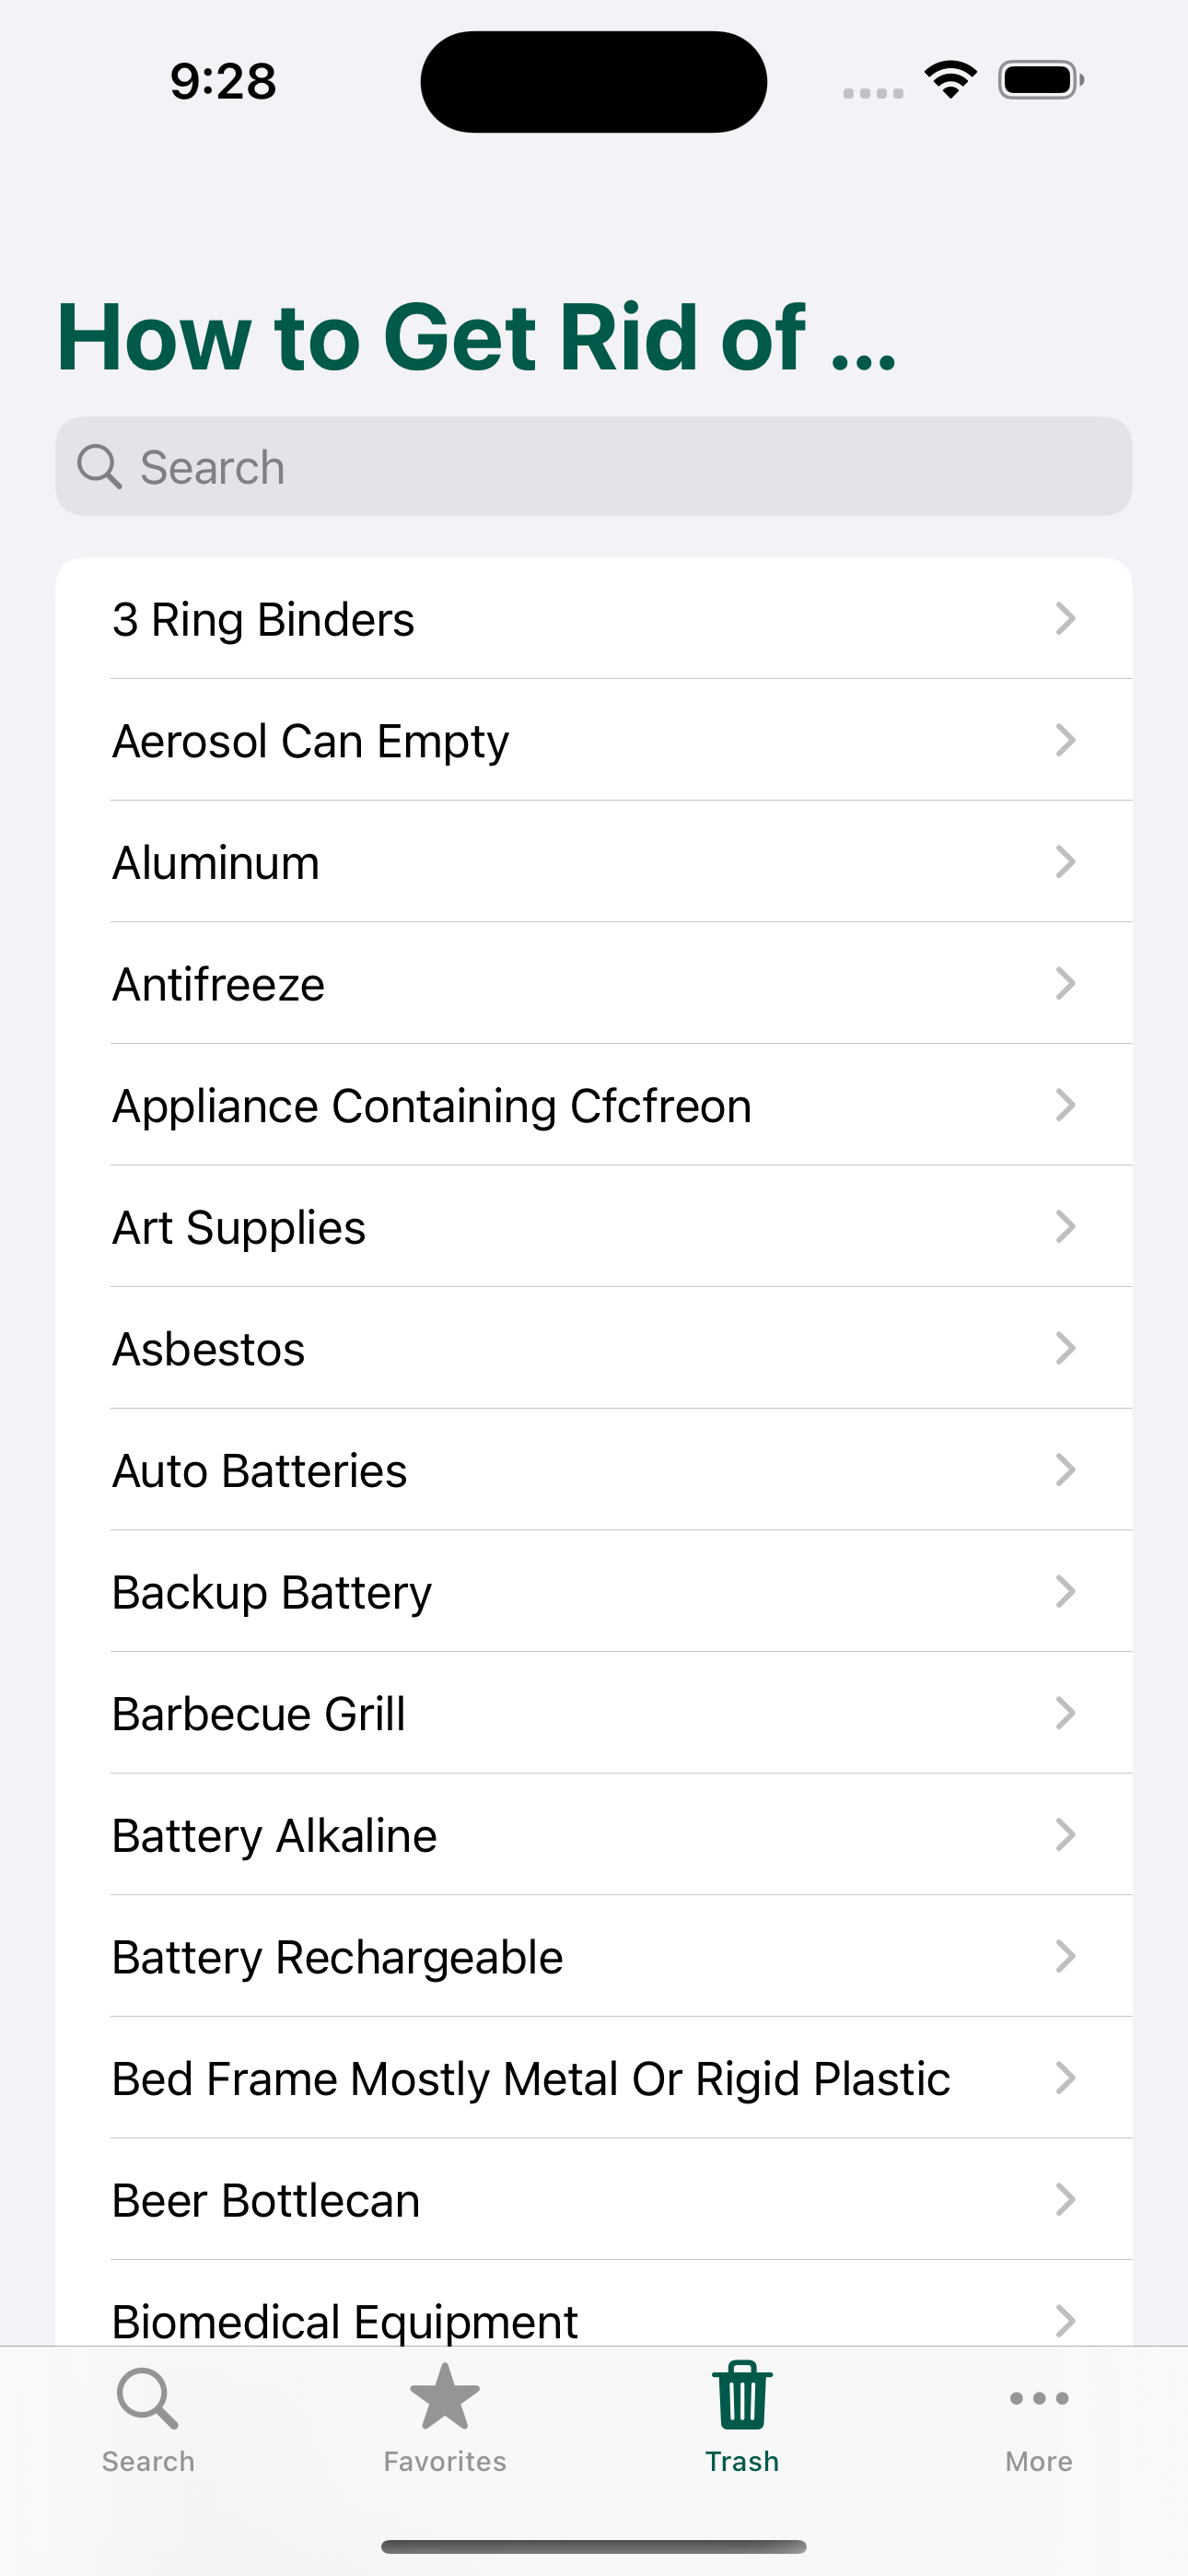 9:28
How to Get Rid of ...
Search
3 Ring Binders
Aerosol Can Empty
Aluminum
Antifreeze
Appliance Containing Cfcfreon
Art Supplies
Asbestos
Auto Batteries
Backup Battery
Barbecue Grill
Battery Alkaline
Battery Rechargeable
Bed Frame Mostly Metal Or Rigid Plastic
Beer Bottlecan
Biomedical Equipment
Search
Favorites
Trash
More